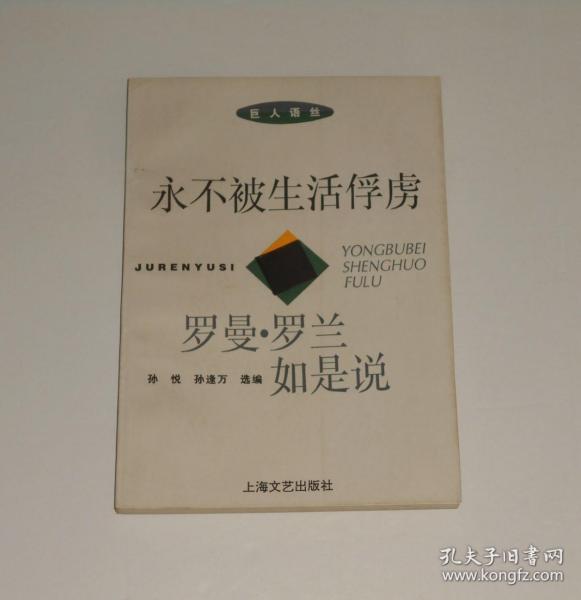 巨人语丝
永不被生活俘虏
JURENYUSI
YONGBUBEI
SHENGHUO
FULU
罗曼·罗兰
如是说
孙悦 孙逢万 选编
上海文艺出版社
孔夫子旧书网
www.kongfz.com